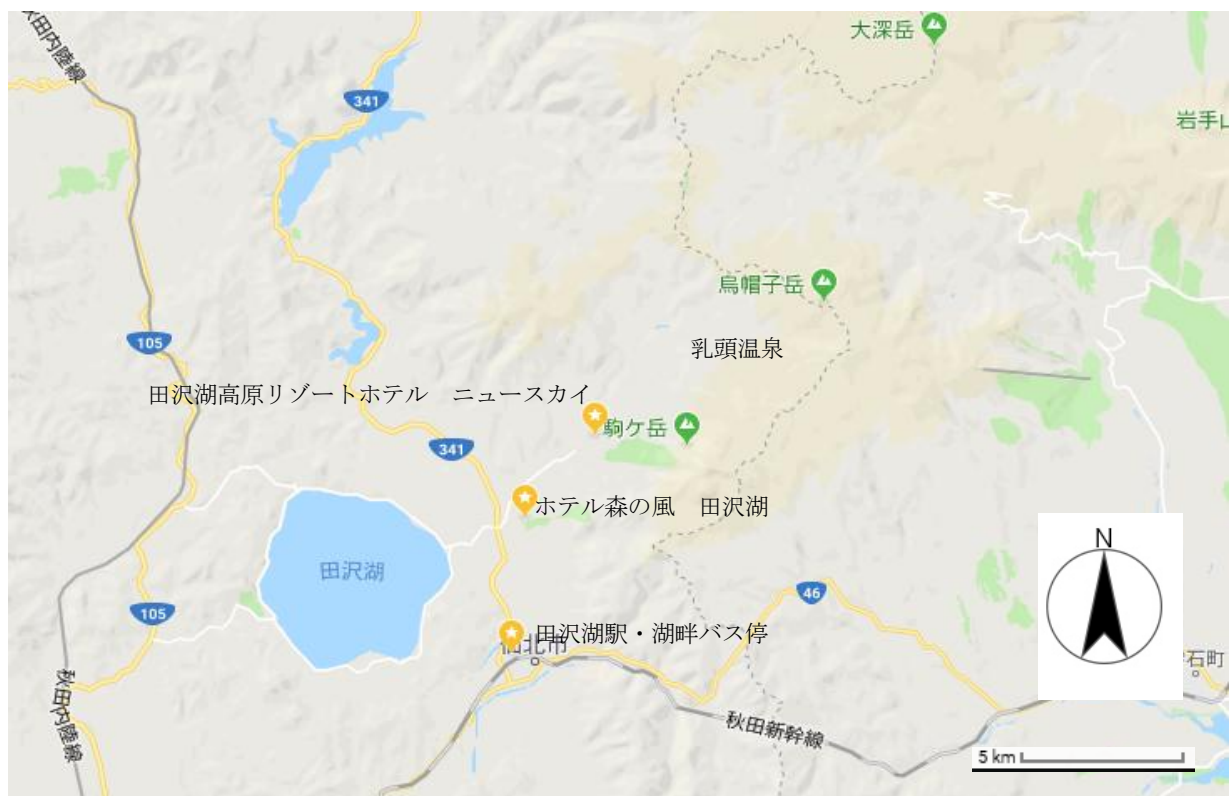 秋田内陸線
大深岳
341
岩手山
烏帽子岳
105
乳頭温泉
田沢湖高原リゾートホテル ニュースカイ
駒ケ岳
341
ホテル森の風 田沢湖
N
田沢湖
46
105
田沢湖駅・湖畔バス停
仙北市
石町
秋田内陸線
秋田新幹線
5 km